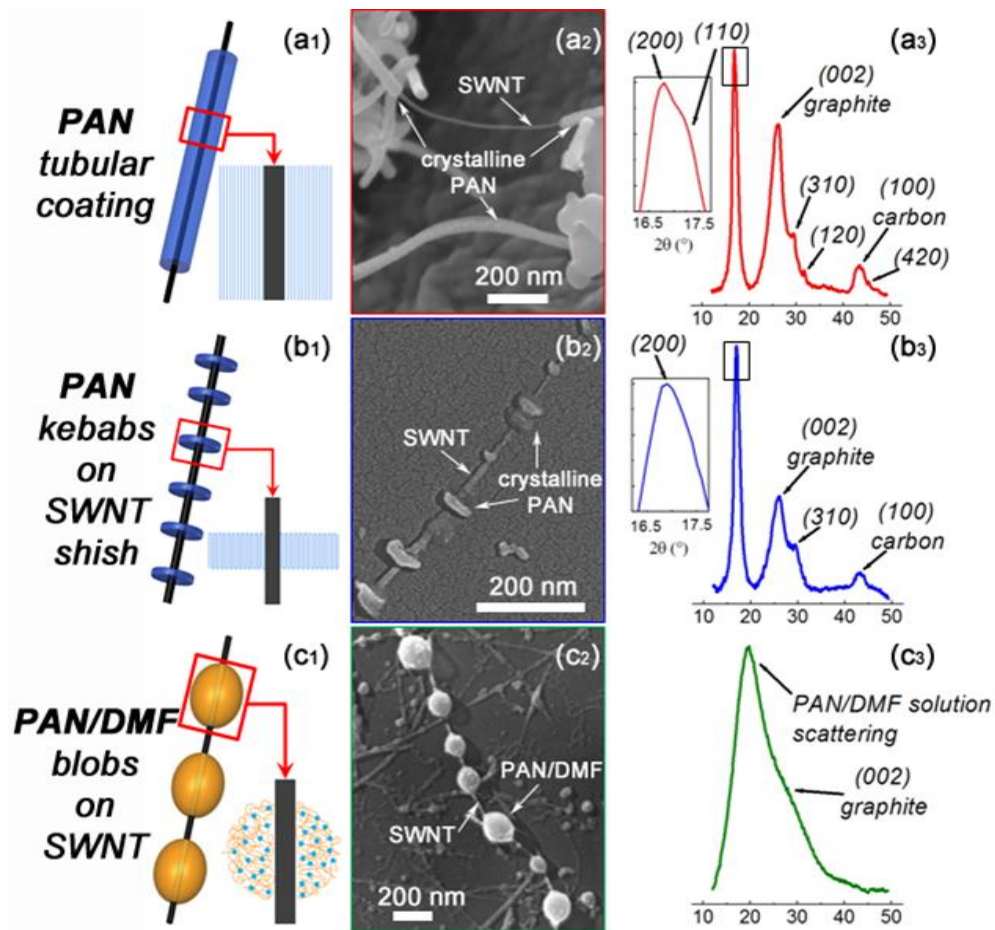 (a1)
PAN
tubular
coating
(a2)
SWNT
crystalline
PAN
200 nm
(a3)
(200)
(110)
(002)
graphite
(310)
(100)
carbon
(120)
(420)
16.8
17.5
2θ (°)
10 20 30 40 50
(b1)
PAN
kebabs
on
SWNT
shish
(b2)
SWNT
crystalline
PAN
200 nm
(b3)
(200)
(002)
graphite
(310)
(100)
carbon
16.9
17.5
2θ (°)
10 20 30 40 50
(c1)
PAN/DMF
blobs
on
SWNT
(c2)
PAN/DMF
SWNT
200 nm
(c3)
PAN/DMF solution
scattering
(002)
graphite
10 20 30 40 50